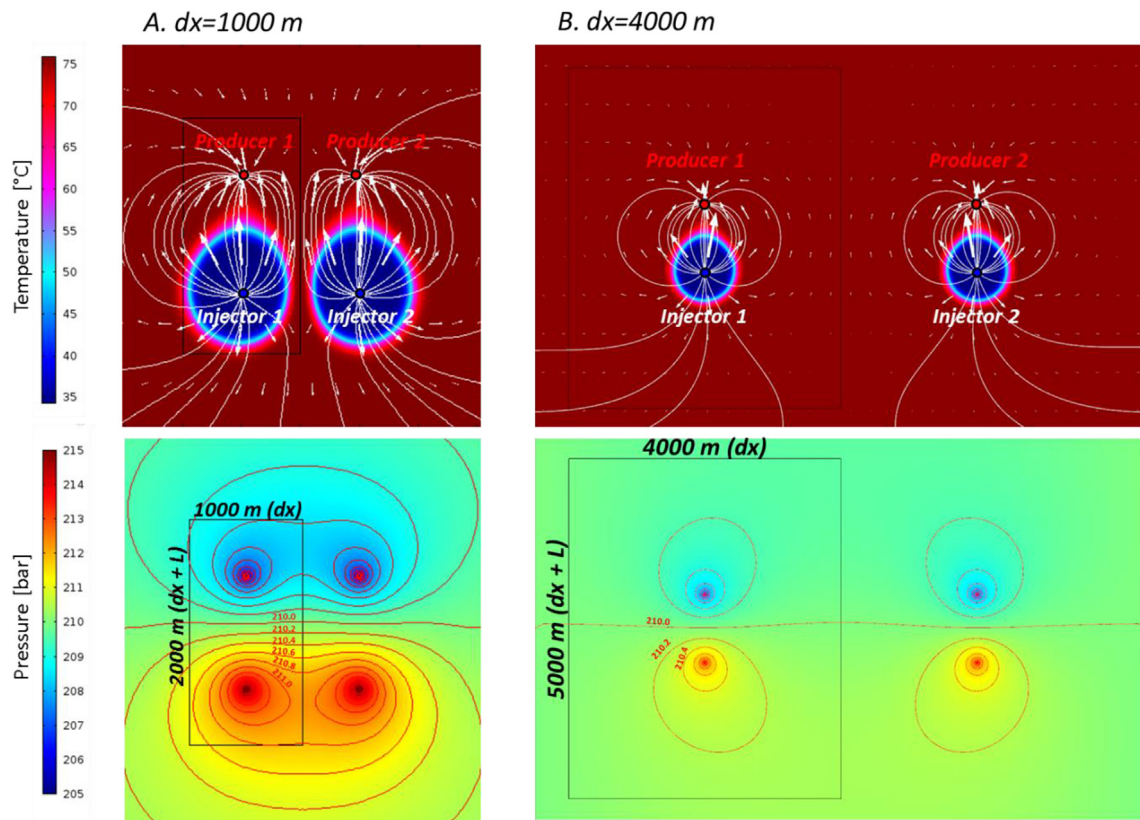 A. dx=1000 m
B. dx=4000 m
Temperature [°C]
75
70
65
60
55
50
45
40
35
Producer 1
Producer 2
Injector 1
Injector 2
Producer 1
Producer 2
Injector 1
Injector 2
Pressure [bar]
215
214
213
212
211
210
209
208
207
206
205
1000 m (dx)
2000 m (dx + L)
210.0
210.2
210.4
210.6
210.8
211.0
4000 m (dx)
5000 m (dx + L)
210.0
210.2
210.4